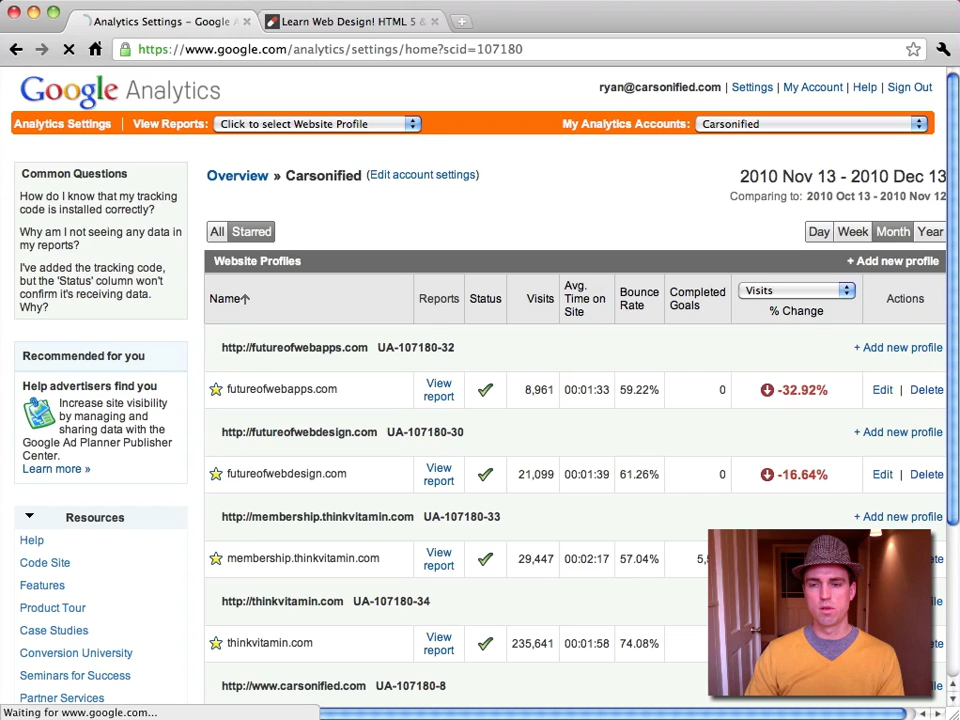 Analytics Settings – Google A
Learn Web Design! HTML 5 &
https://www.google.com/analytics/settings/home?scid=107180
Google Analytics
ryan@carsonified.com | Settings | My Account | Help | Sign Out
Analytics Settings | View Reports: Click to select Website Profile
My Analytics Accounts: Carsonified
Common Questions
How do I know that my tracking
code is installed correctly?
Why am I not seeing any data in
my reports?
I've added the tracking code,
but the 'Status' column won't
confirm it's receiving data.
Why?
Recommended for you
Help advertisers find you
Increase site visibility
by managing and
sharing data with the
Google Ad Planner Publisher
Center.
Learn more »
Resources
Help
Code Site
Features
Product Tour
Case Studies
Conversion University
Seminars for Success
Partner Services
Overview » Carsonified (Edit account settings)
2010 Nov 13 - 2010 Dec 13
Comparing to: 2010 Oct 13 - 2010 Nov 12
All Starred
Day Week Month Year
Website Profiles
+ Add new profile
Name Reports Status Visits Avg. Time on Site Bounce Rate Completed Goals Visits % Change Actions
http://futureofwebapps.com UA-107180-32 + Add new profile
futureofwebapps.com View report 8,961 00:01:33 59.22% 0 -32.92% Edit | Delete
http://futureofwebdesign.com UA-107180-30 + Add new profile
futureofwebdesign.com View report 21,099 00:01:39 61.26% 0 -16.64% Edit | Delete
http://membership.thinkvitamin.com UA-107180-33 + Add new profile
membership.thinkvitamin.com View report 29,447 00:02:17 57.04%
http://thinkvitamin.com UA-107180-34
thinkvitamin.com View report 235,641 00:01:58 74.08%
http://www.carsonified.com UA-107180-8
Waiting for www.google.com...